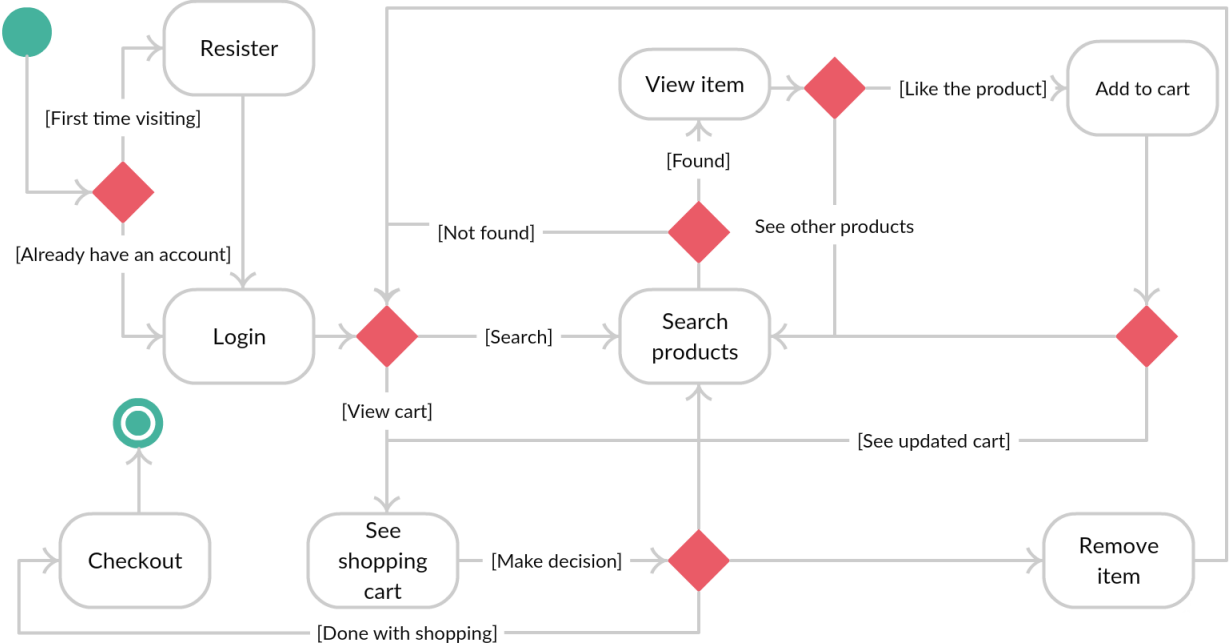 Resister
[First time visiting]
[Already have an account]
Login
View item
[Like the product]
Add to cart
[Found]
[Not found]
See other products
[Search]
Search
products
[View cart]
[See updated cart]
Checkout
See
shopping
cart
[Make decision]
Remove
item
[Done with shopping]